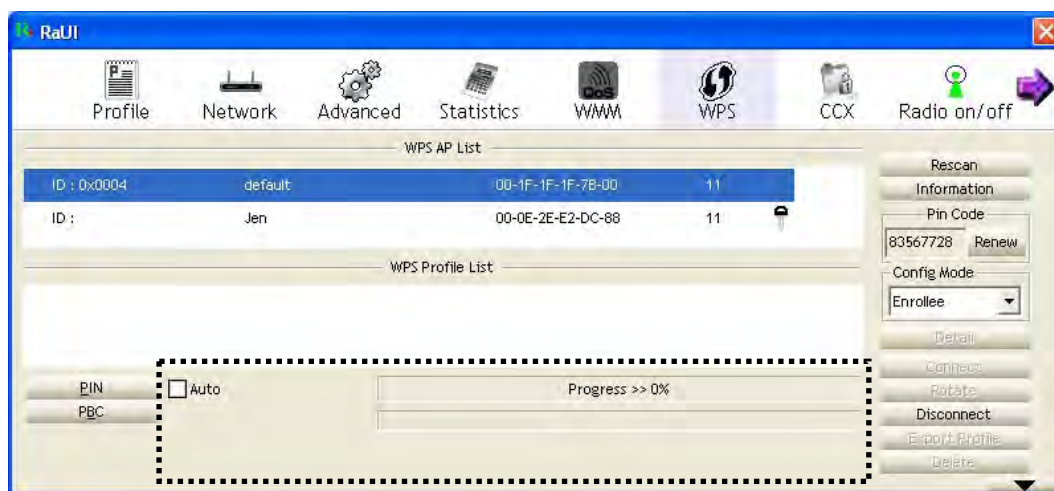 RaUI
Profile Network Advanced Statistics QoS WMM WPS CCX Radio on/off
WPS AP List
ID : 0x0004 default 00-1F-1F-1F-7B-00 11
ID : Jen 00-0E-2E-E2-DC-88 11
WPS Profile List
Rescan
Information
Pin Code
83567728 Renew
Config Mode
Enrollee
Detail
Connect
Rotate
Disconnect
Export Profile
Delete
PIN
PBC
Auto
Progress >> 0%